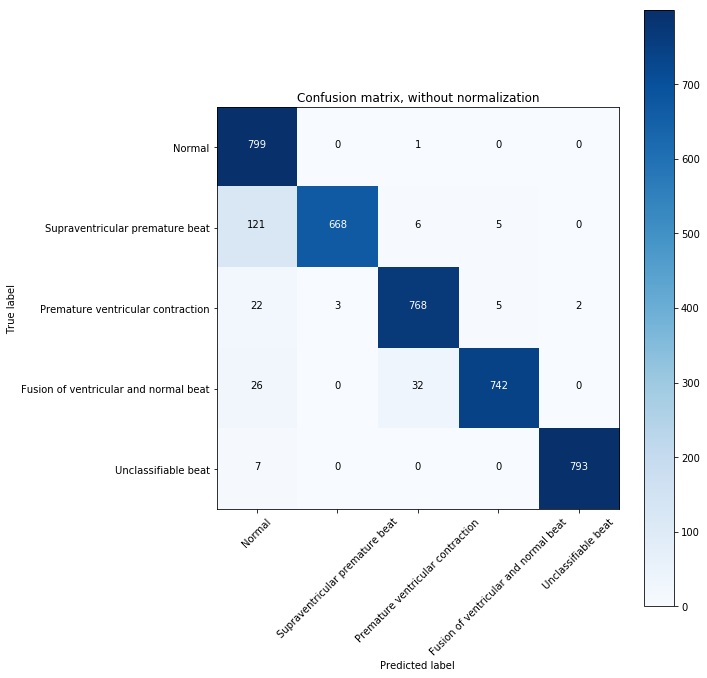 Confusion matrix, without normalization
True label
Normal 799 0 1 0 0
Supraventricular premature beat 121 668 6 5 0
Premature ventricular contraction 22 3 768 5 2
Fusion of ventricular and normal beat 26 0 32 742 0
Unclassifiable beat 7 0 0 0 793
Normal
Supraventricular premature beat
Premature ventricular contraction
Fusion of ventricular and normal beat
Unclassifiable beat
Predicted label
700
600
500
400
300
200
100
0